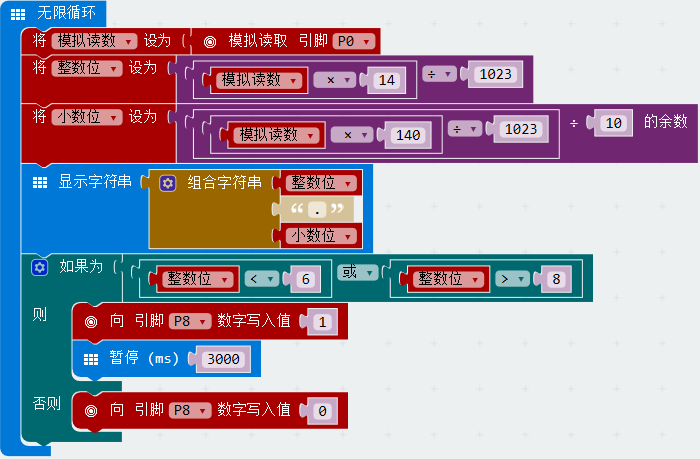 无限循环
将 模拟读数 设为 模拟读取 引脚 P0
将 整数位 设为 模拟读数 × 14 ÷ 1023
将 小数位 设为 模拟读数 × 140 ÷ 1023 ÷ 10 的余数
显示字符串 组合字符串 整数位
“ . ”
小数位
如果为 整数位 < 6 或 整数位 > 8
则 向 引脚 P8 数字写入值 1
暂停 (ms) 3000
否则 向 引脚 P8 数字写入值 0